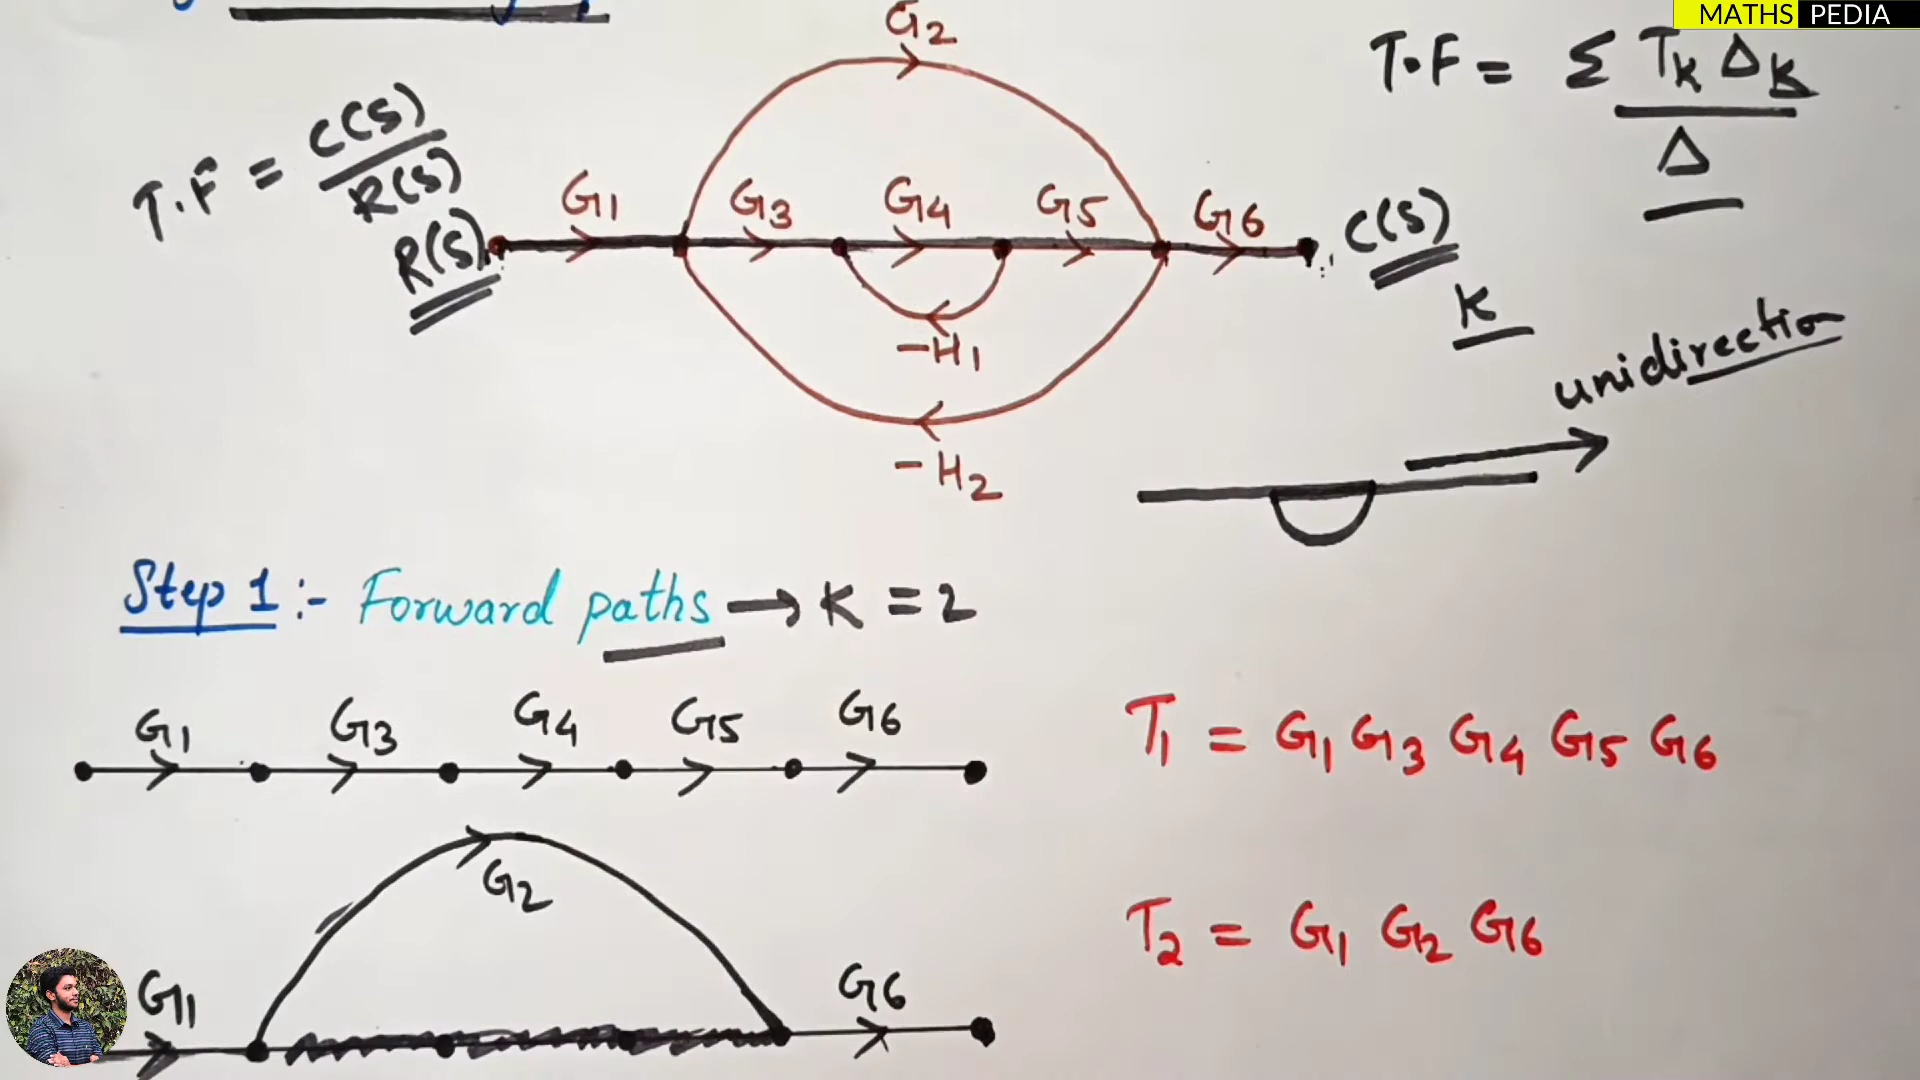 MATHS PEDIA
G2
T.F = Σ TK ΔK
Δ
T.F = C(S)
R(S)
R(S)
G1 G3 G4 G5 G6
C(S)
-H1
K
-H2
unidirection
Step 1:- Forward paths → K = 2
G1 G3 G4 G5 G6
T1 = G1 G3 G4 G5 G6
G2
T2 = G1 G2 G6
G1 G6